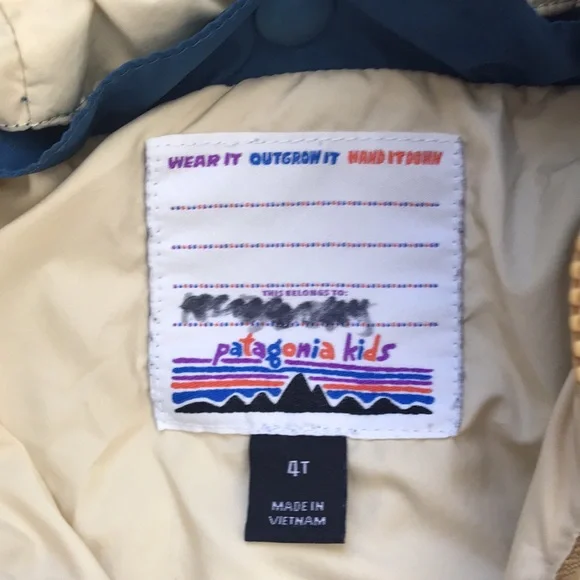 WEAR IT OUTGROW IT HAND IT DOWN
THIS BELONGS TO:
patagonia kids
4T
MADE IN
VIETNAM